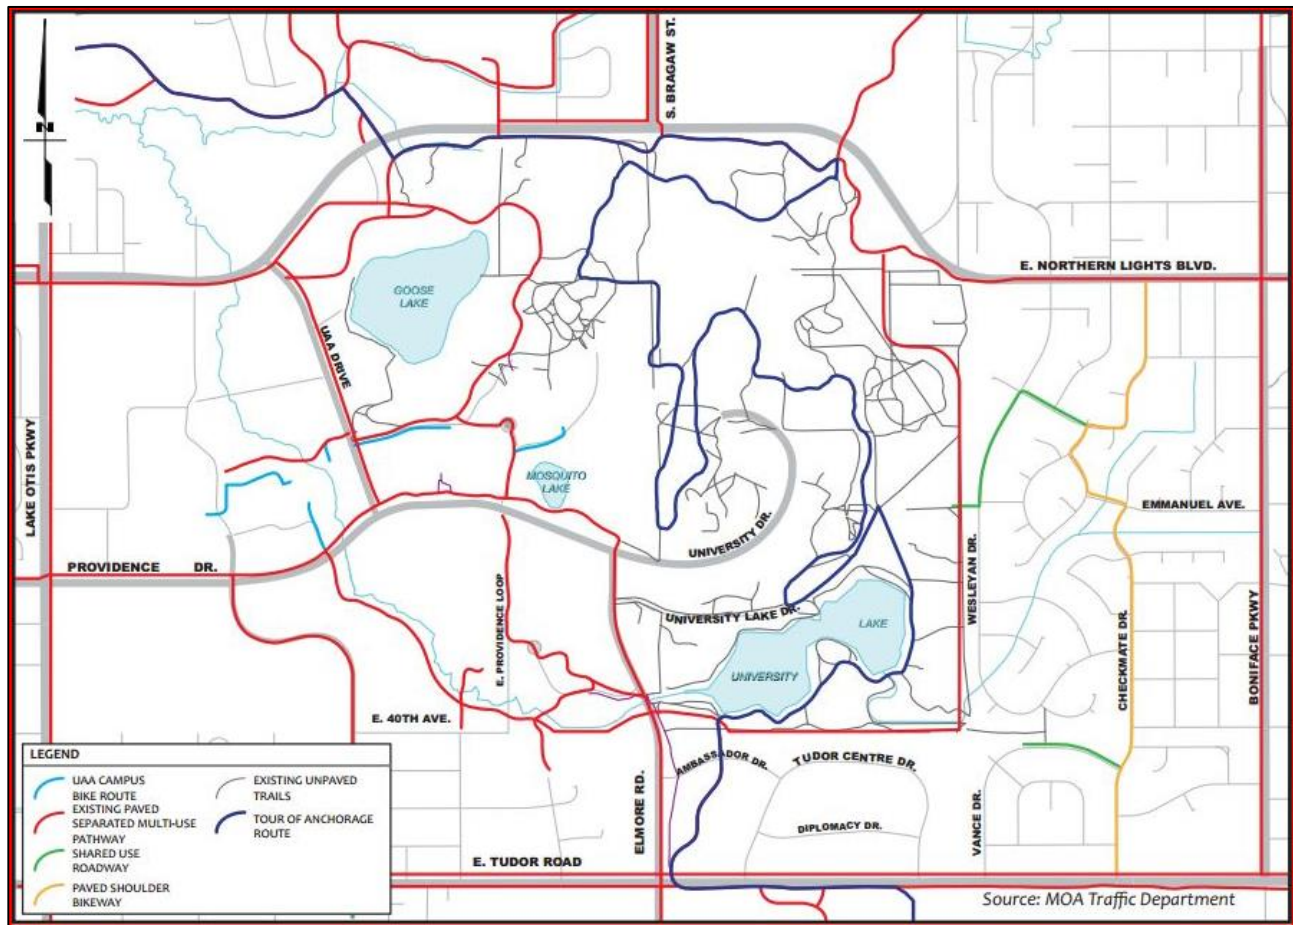 S. BRAGAW ST.
N
E. NORTHERN LIGHTS BLVD.
GOOSE
LAKE
UAA DRIVE
LAKE OTIS PKWY
MOSQUITO
LAKE
EMMANUEL AVE.
UNIVERSITY DR.
PROVIDENCE DR.
WESLEYAN DR.
E. PROVIDENCE LOOP
UNIVERSITY LAKE DR.
LAKE
CHECKMATE DR.
BONIFACE PKWY
UNIVERSITY
E. 40TH AVE.
AMBASSADOR DR.
TUDOR CENTRE DR.
ELMORE RD.
VANCE DR.
DIPLOMACY DR.
E. TUDOR ROAD
LEGEND
UAA CAMPUS
BIKE ROUTE
EXISTING PAVED
SEPARATED MULTI-USE
PATHWAY
SHARED USE
ROADWAY
PAVED SHOULDER
BIKEWAY
EXISTING UNPAVED
TRAILS
TOUR OF ANCHORAGE
ROUTE
Source: MOA Traffic Department